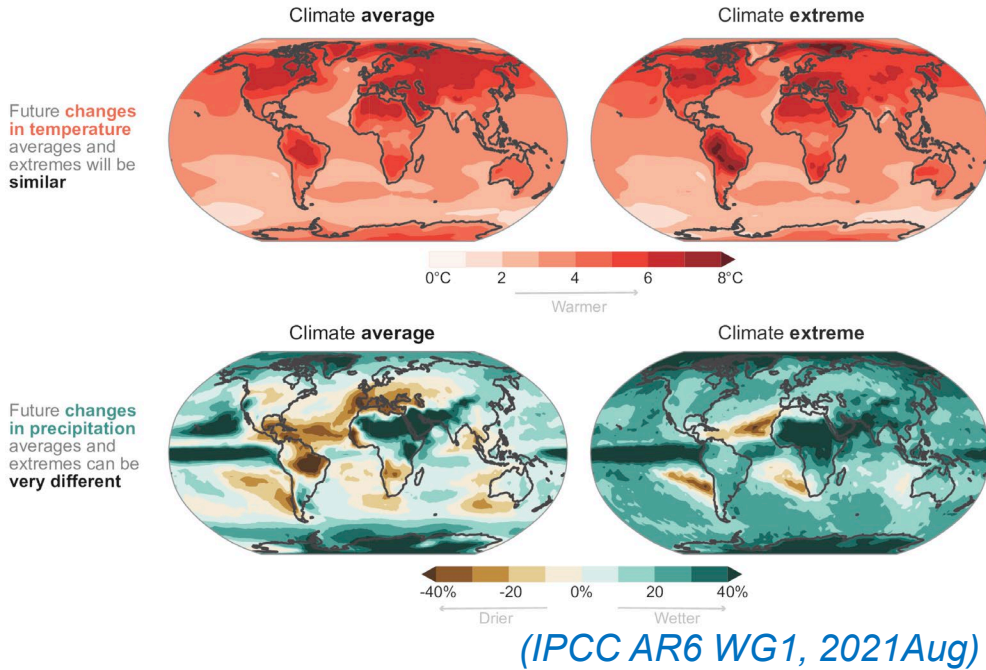 Climate average
Climate extreme
Future changes
in temperature
averages and
extremes will be
similar
0°C 2 4 6 8°C
Warmer
Climate average
Climate extreme
Future changes
in precipitation
averages and
extremes can be
very different
-40% -20 0% 20 40%
Drier Wetter
(IPCC AR6 WG1, 2021Aug)